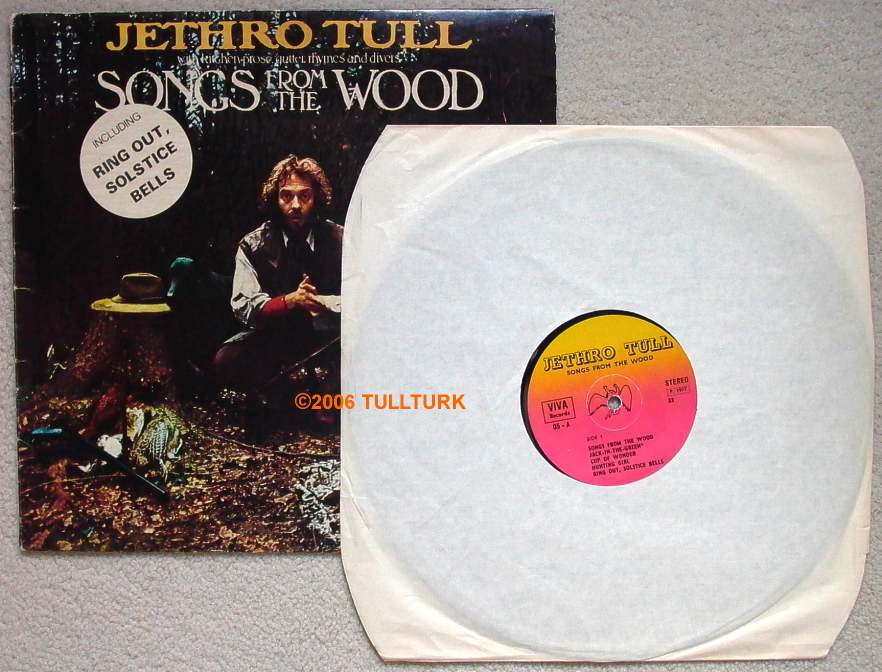 JETHRO TULL
with kitchen prose, gutter rhymes and divers
SONGS FROM THE WOOD
INCLUDING
RING OUT,
SOLSTICE
BELLS
©2006 TULLTURK
JETHRO TULL
SONGS FROM THE WOOD
STEREO
P 1977
33
VIVA
Records
05 - A
SIDE 1
SONGS FROM THE WOOD
JACK-IN-THE-GREEN
CUP OF WONDER
HUNTING GIRL
RING OUT, SOLSTICE BELLS